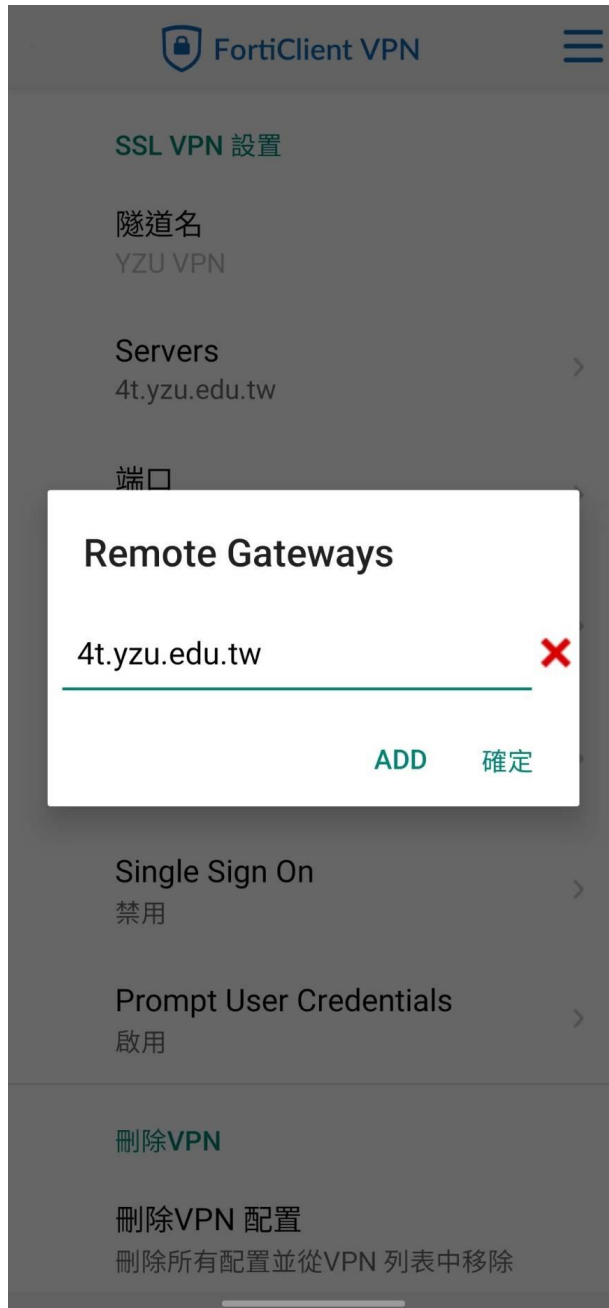 FortiClient VPN
SSL VPN 設置
隧道名
YZU VPN
Servers
4t.yzu.edu.tw
端口
Remote Gateways
4t.yzu.edu.tw
ADD 確定
Single Sign On
禁用
Prompt User Credentials
啟用
刪除VPN
刪除VPN 配置
刪除所有配置並從VPN 列表中移除